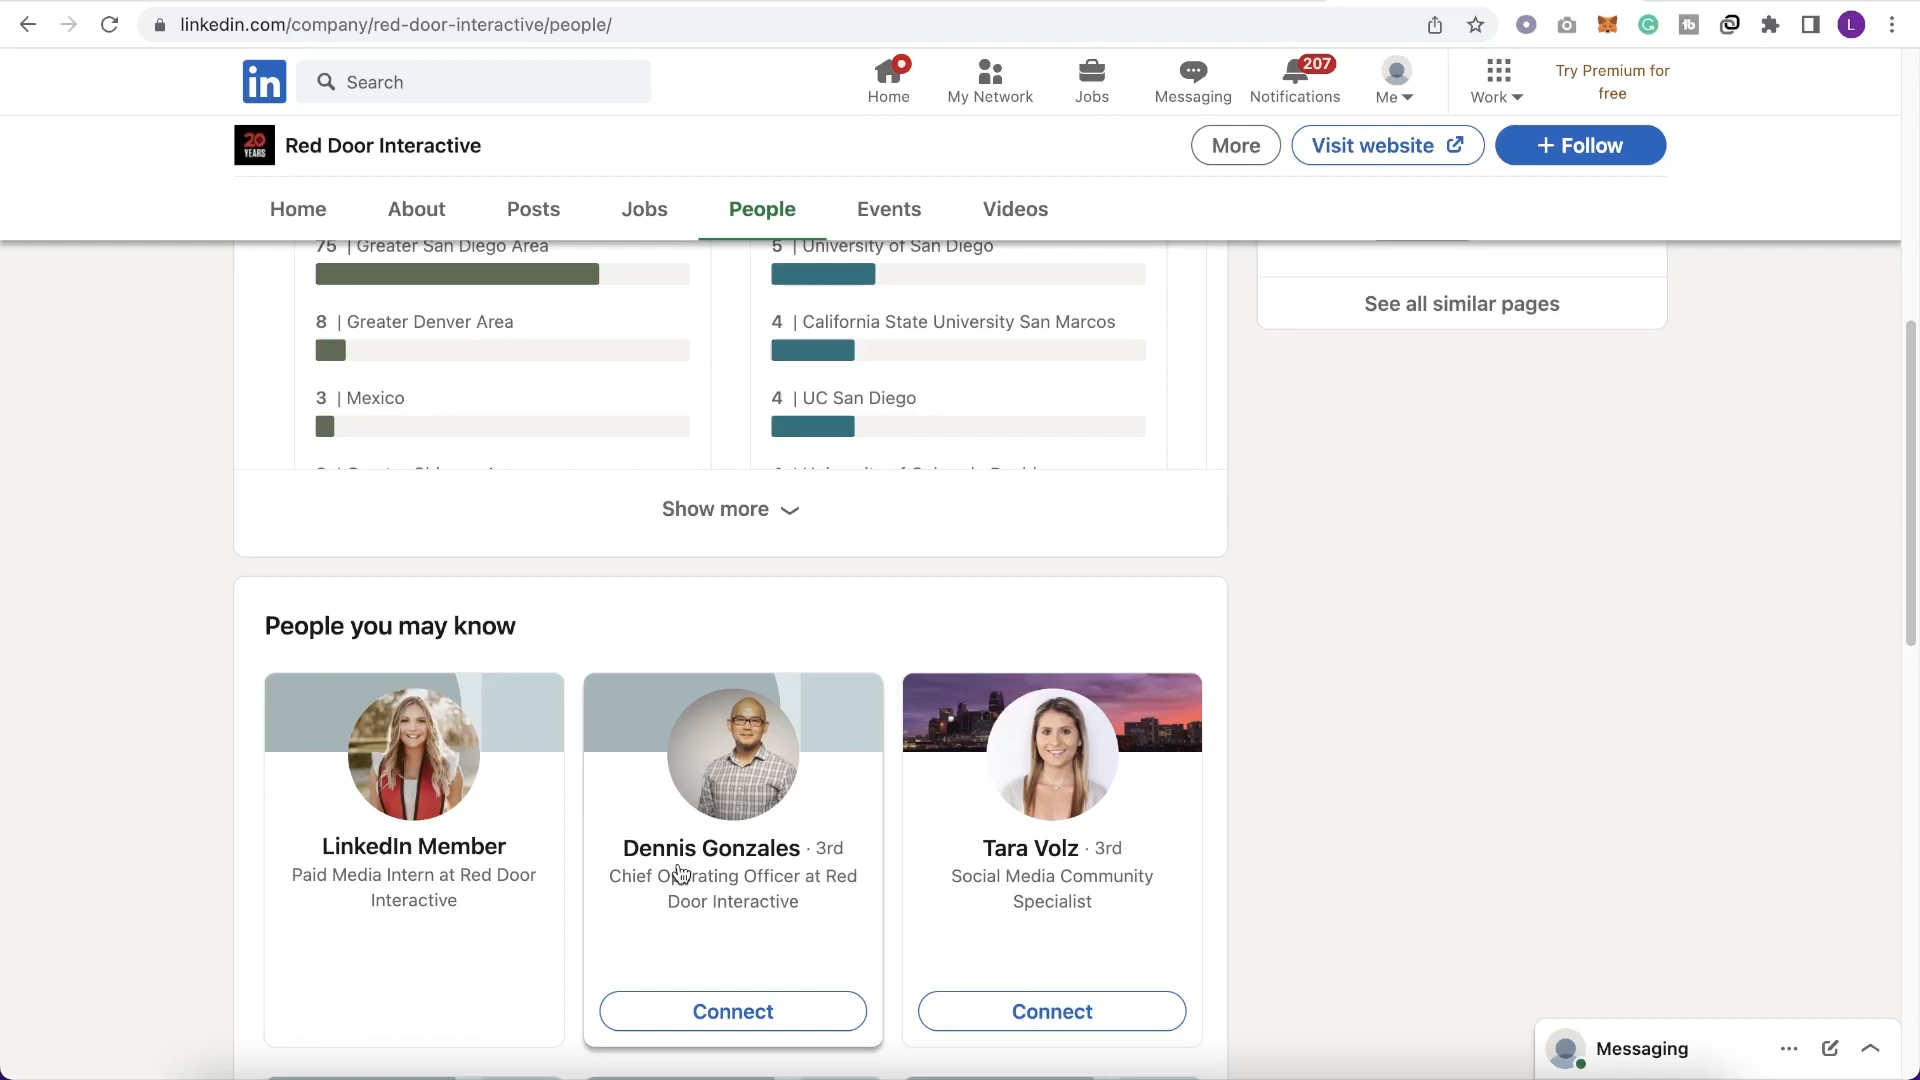 linkedin.com/company/red-door-interactive/people/
L
in
Search
Home
My Network
Jobs
Messaging
207
Notifications
Me
Work
Try Premium for
free
20
YEARS
Red Door Interactive
More
Visit website
+ Follow
Home
About
Posts
Jobs
People
Events
Videos
75 | Greater San Diego Area
8 | Greater Denver Area
3 | Mexico
5 | University of San Diego
4 | California State University San Marcos
4 | UC San Diego
See all similar pages
Show more
People you may know
LinkedIn Member
Paid Media Intern at Red Door
Interactive
Dennis Gonzales · 3rd
Chief Operating Officer at Red
Door Interactive
Connect
Tara Volz · 3rd
Social Media Community
Specialist
Connect
Messaging